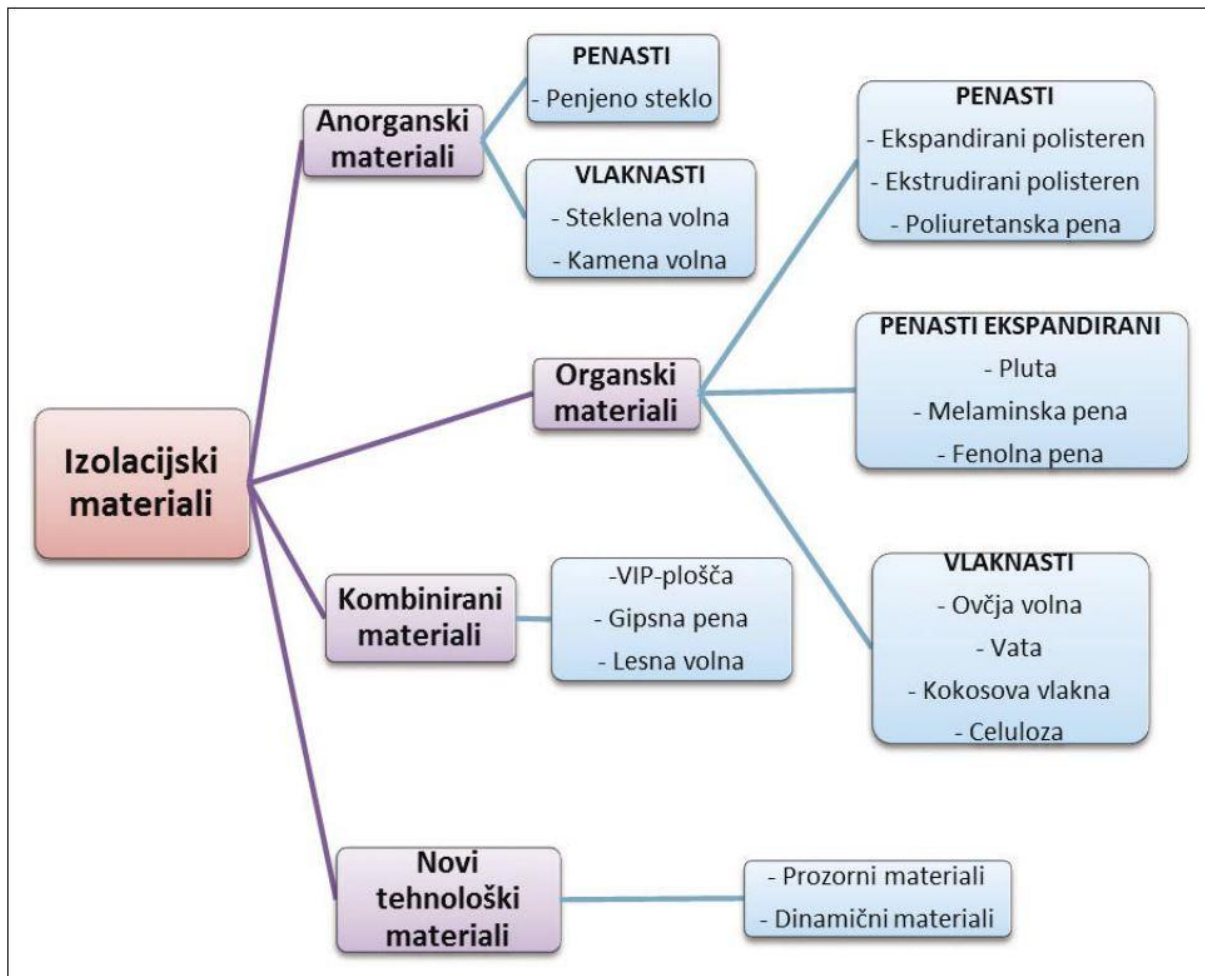 Izolacijski
materiali
Anorganski
materiali
PENASTI
- Penjeno steklo
VLAKNASTI
- Steklena volna
- Kamena volna
Organski
materiali
PENASTI
- Ekspandirani polisteren
- Ekstrudirani polisteren
- Poliuretanska pena
PENASTI EKSPANDIRANI
- Pluta
- Melaminska pena
- Fenolna pena
VLAKNASTI
- Ovčja volna
- Vata
- Kokosova vlakna
- Celuloza
Kombinirani
materiali
-VIP-plošča
- Gipsna pena
- Lesna volna
Novi
tehnološki
materiali
- Prozorni materiali
- Dinamični materiali